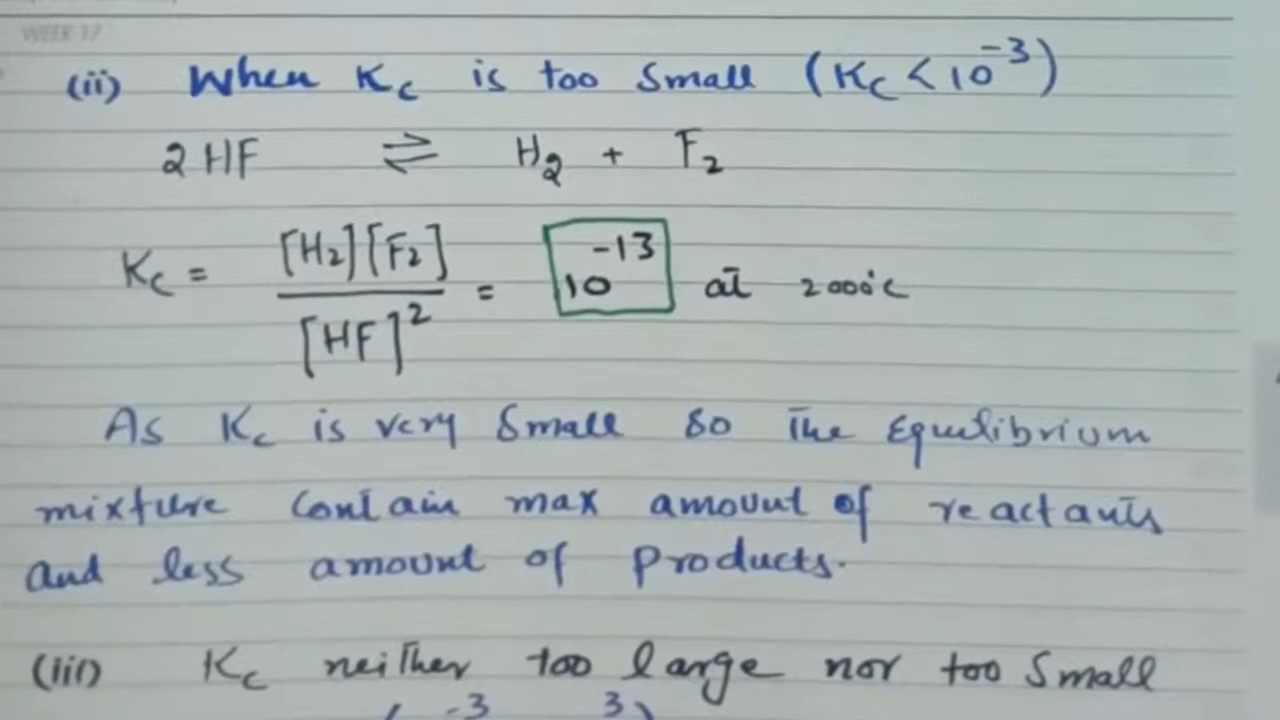 WEEK 17
(ii) When Kc is too small (Kc < 10⁻³)
2HF ⇌ H₂ + F₂
Kc = [H₂][F₂] / [HF]² = 10⁻¹³ at 2000°C
As Kc is very small so the Equilibrium
mixture contain max amount of reactants
and less amount of products.
(iii) Kc neither too large nor too small